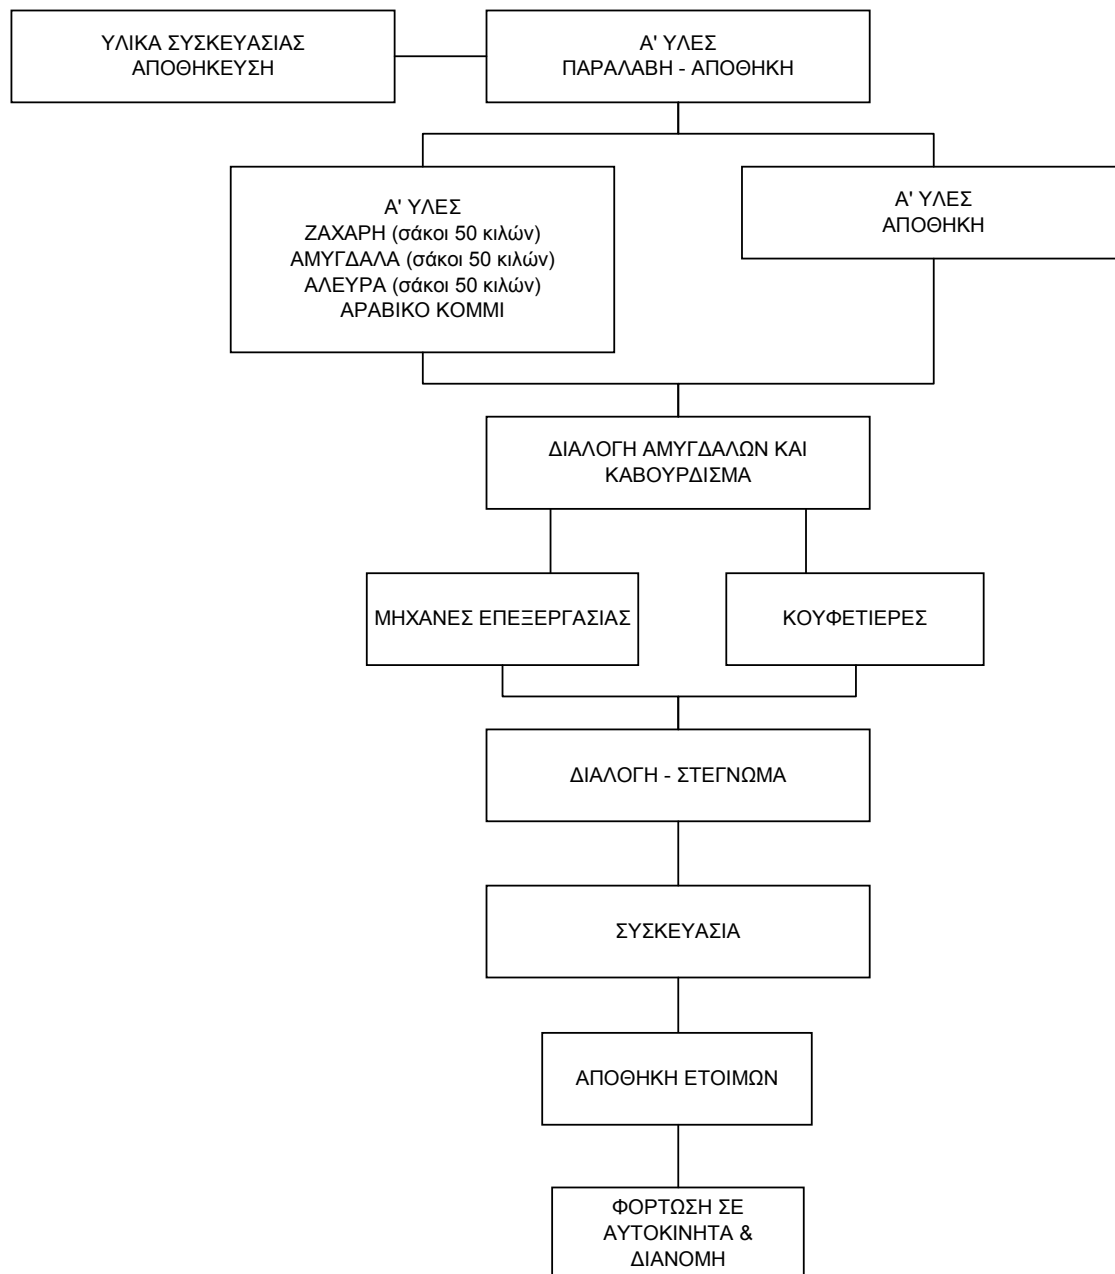 ΥΛΙΚΑ ΣΥΣΚΕΥΑΣΙΑΣ
ΑΠΟΘΗΚΕΥΣΗ
Α' ΥΛΕΣ
ΠΑΡΑΛΑΒΗ - ΑΠΟΘΗΚΗ
Α' ΥΛΕΣ
ΖΑΧΑΡΗ (σάκοι 50 κιλών)
ΑΜΥΓΔΑΛΑ (σάκοι 50 κιλών)
ΑΛΕΥΡΑ (σάκοι 50 κιλών)
ΑΡΑΒΙΚΟ ΚΟΜΜΙ
Α' ΥΛΕΣ
ΑΠΟΘΗΚΗ
ΔΙΑΛΟΓΗ ΑΜΥΓΔΑΛΩΝ ΚΑΙ
ΚΑΒΟΥΡΔΙΣΜΑ
ΜΗΧΑΝΕΣ ΕΠΕΞΕΡΓΑΣΙΑΣ
ΚΟΥΦΕΤΙΕΡΕΣ
ΔΙΑΛΟΓΗ - ΣΤΕΓΝΩΜΑ
ΣΥΣΚΕΥΑΣΙΑ
ΑΠΟΘΗΚΗ ΕΤΟΙΜΩΝ
ΦΟΡΤΩΣΗ ΣΕ
ΑΥΤΟΚΙΝΗΤΑ &
ΔΙΑΝΟΜΗ